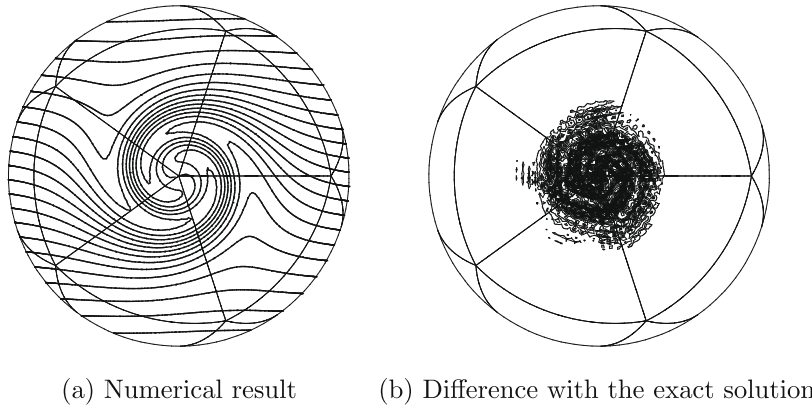 (a) Numerical result
(b) Difference with the exact solution